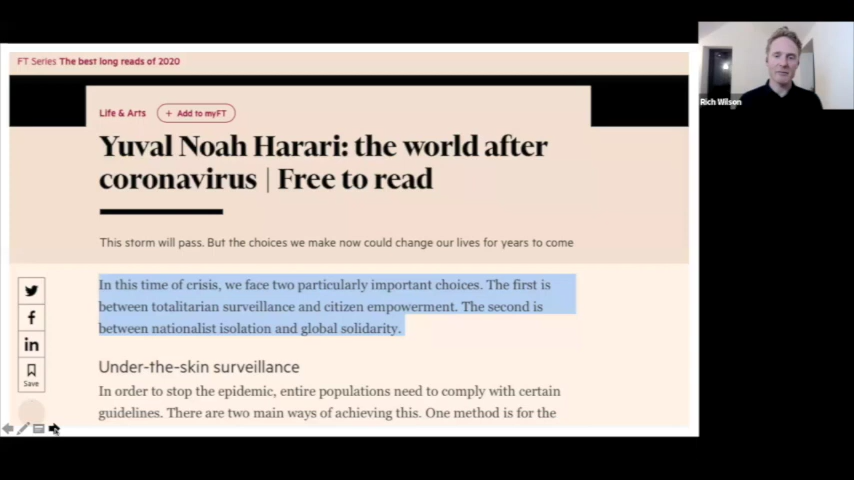 FT Series The best long reads of 2020
Rich Wilson
Life & Arts + Add to myFT
Yuval Noah Harari: the world after
coronavirus | Free to read
This storm will pass. But the choices we make now could change our lives for years to come
In this time of crisis, we face two particularly important choices. The first is
between totalitarian surveillance and citizen empowerment. The second is
between nationalist isolation and global solidarity.
Save
Under-the-skin surveillance
In order to stop the epidemic, entire populations need to comply with certain
guidelines. There are two main ways of achieving this. One method is for the